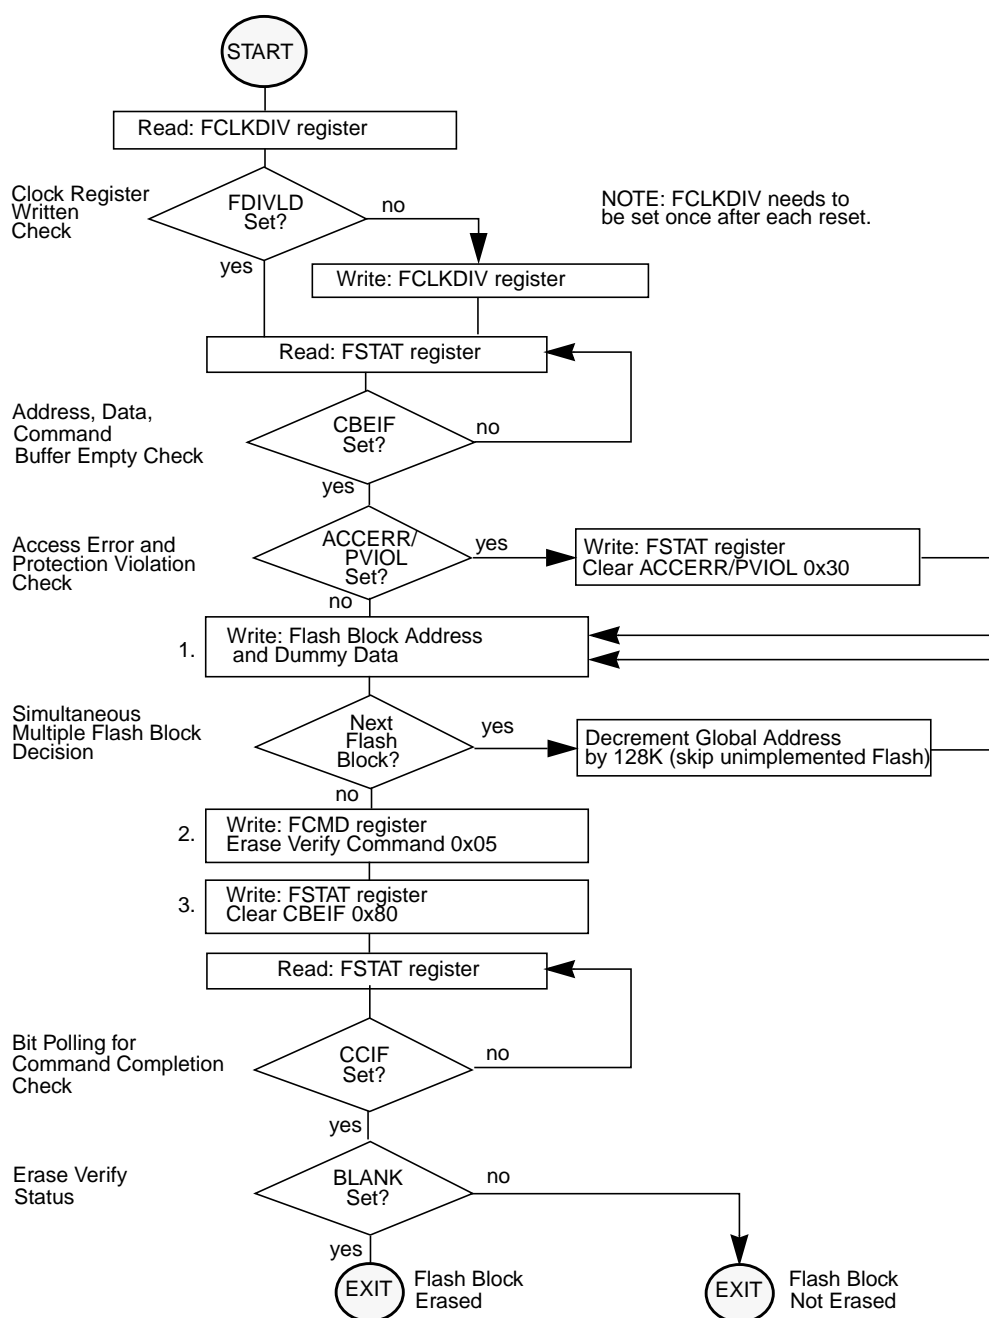 START
Read: FCLKDIV register
Clock Register
Written
Check
FDIVLD
Set?
no
yes
NOTE: FCLKDIV needs to
be set once after each reset.
Write: FCLKDIV register
Read: FSTAT register
Address, Data,
Command
Buffer Empty Check
CBEIF
Set?
no
yes
Access Error and
Protection Violation
Check
ACCERR/
PVIOL
Set?
yes
no
Write: FSTAT register
Clear ACCERR/PVIOL 0x30
1.
Write: Flash Block Address
and Dummy Data
Simultaneous
Multiple Flash Block
Decision
Next
Flash
Block?
yes
no
Decrement Global Address
by 128K (skip unimplemented Flash)
2.
Write: FCMD register
Erase Verify Command 0x05
3.
Write: FSTAT register
Clear CBEIF 0x80
Read: FSTAT register
Bit Polling for
Command Completion
Check
CCIF
Set?
no
yes
Erase Verify
Status
BLANK
Set?
no
yes
EXIT
Flash Block
Erased
EXIT
Flash Block
Not Erased